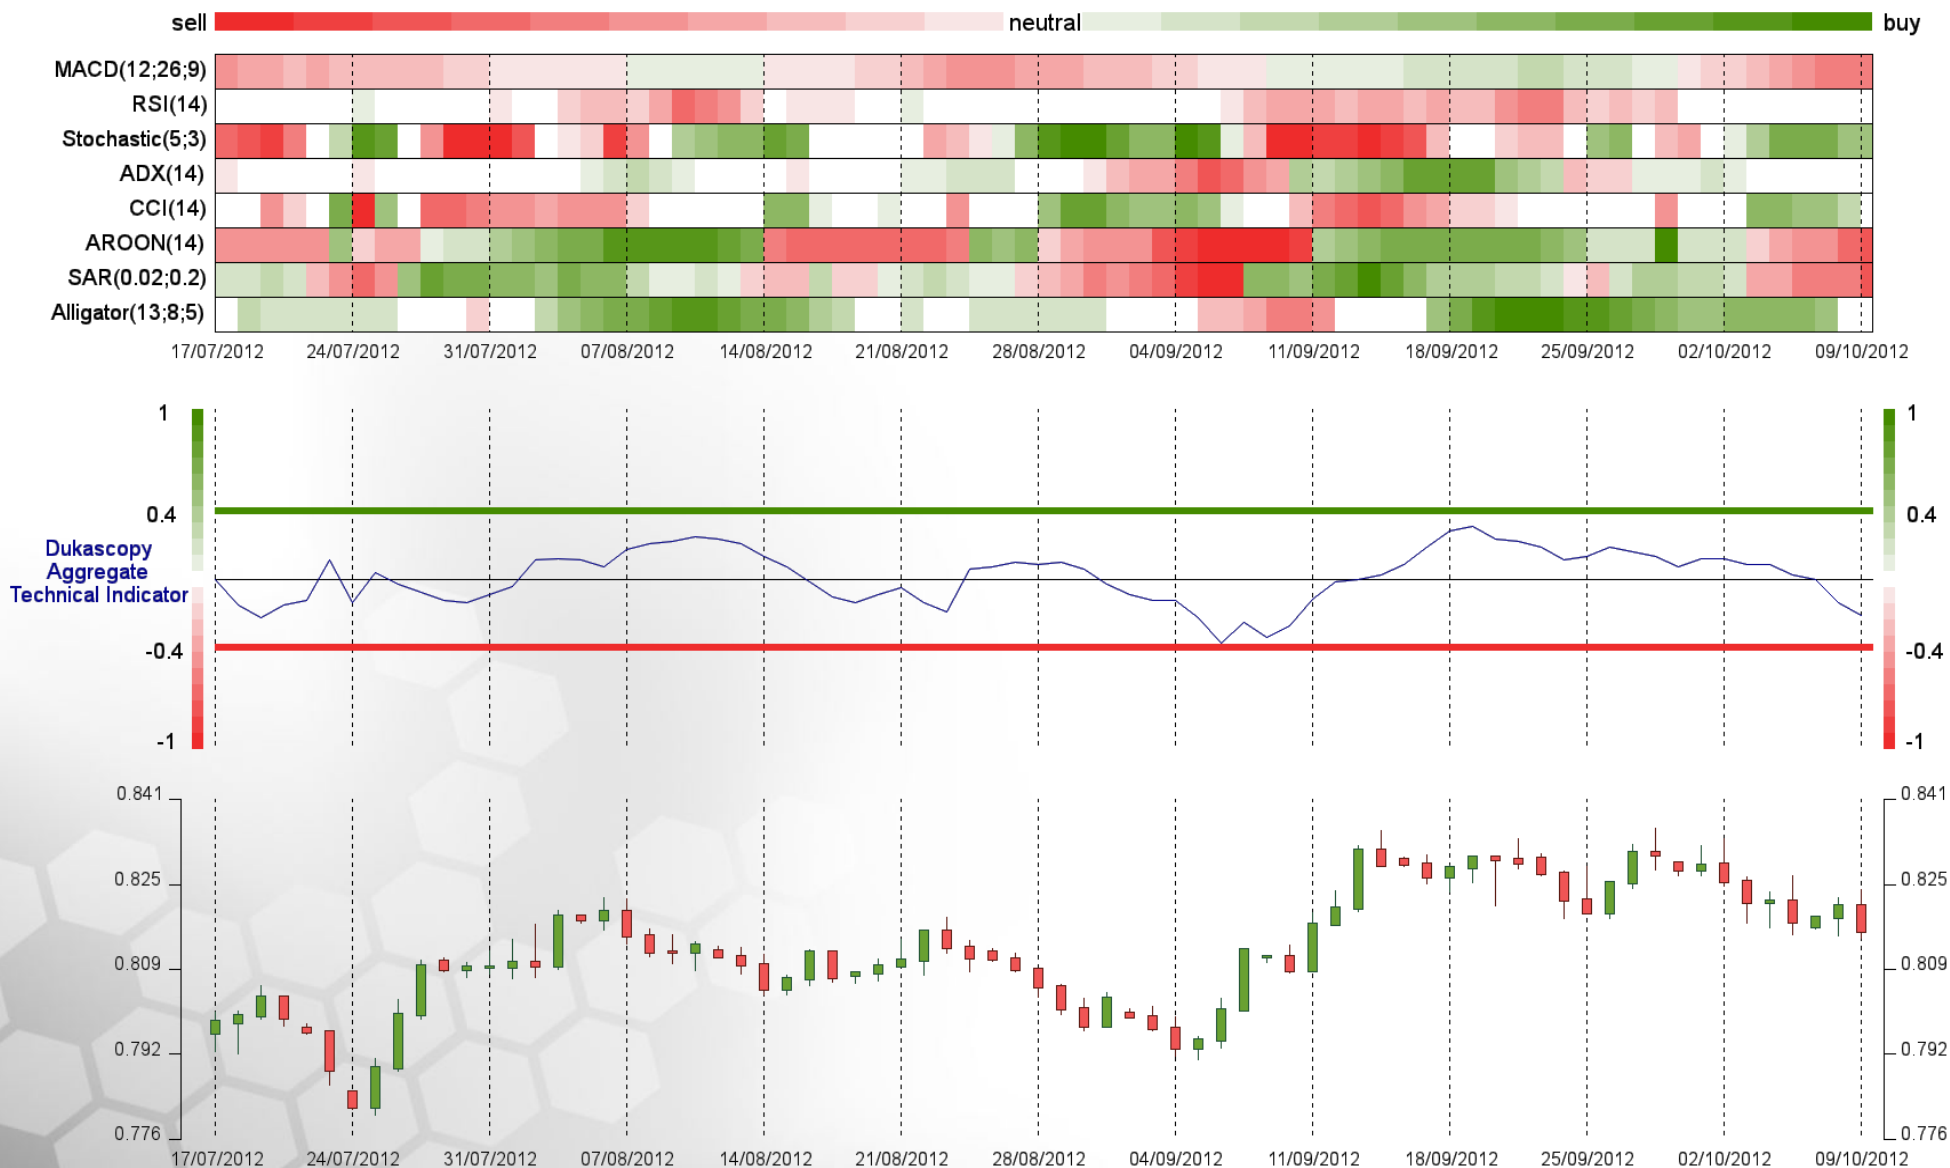 sell neutral buy
MACD(12;26;9)
RSI(14)
Stochastic(5;3)
ADX(14)
CCI(14)
AROON(14)
SAR(0.02;0.2)
Alligator(13;8;5)
17/07/2012 24/07/2012 31/07/2012 07/08/2012 14/08/2012 21/08/2012 28/08/2012 04/09/2012 11/09/2012 18/09/2012 25/09/2012 02/10/2012 09/10/2012
1 1
0.4 0.4
Dukascopy
Aggregate
Technical Indicator
-0.4 -0.4
-1 -1
0.841 0.841
0.825 0.825
0.809 0.809
0.792 0.792
0.776 0.776
17/07/2012 24/07/2012 31/07/2012 07/08/2012 14/08/2012 21/08/2012 28/08/2012 04/09/2012 11/09/2012 18/09/2012 25/09/2012 02/10/2012 09/10/2012